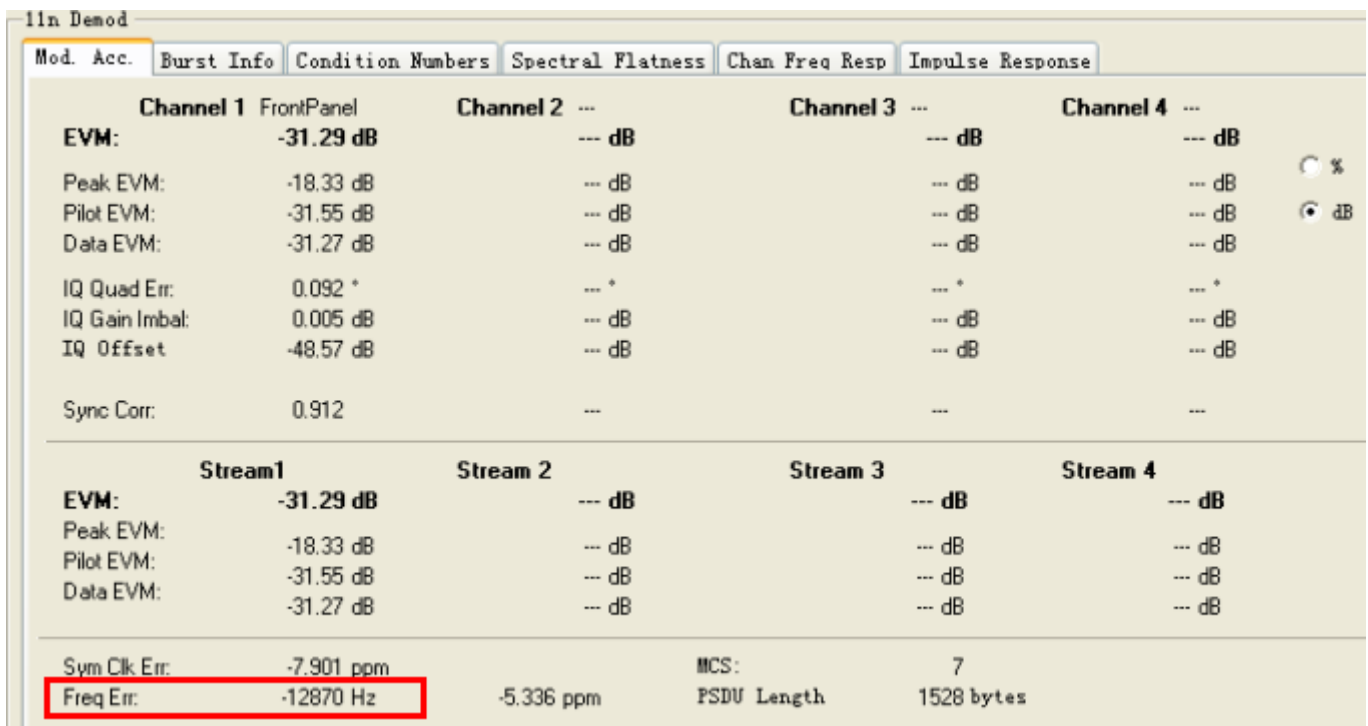 11n Demod
Mod. Acc. Burst Info Condition Numbers Spectral Flatness Chan Freq Resp Impulse Response
Channel 1 FrontPanel Channel 2 --- Channel 3 --- Channel 4 ---
EVM: -31.29 dB --- dB --- dB --- dB
%
Peak EVM: -18.33 dB --- dB --- dB --- dB
Pilot EVM: -31.55 dB --- dB --- dB --- dB dB
Data EVM: -31.27 dB --- dB --- dB --- dB
IQ Quad Err: 0.092 ° --- ° --- ° --- °
IQ Gain Imbal: 0.005 dB --- dB --- dB --- dB
IQ Offset -48.57 dB --- dB --- dB --- dB
Sync Corr: 0.912 --- --- ---
Stream1 Stream 2 Stream 3 Stream 4
EVM: -31.29 dB --- dB --- dB --- dB
Peak EVM: -18.33 dB --- dB --- dB --- dB
Pilot EVM: -31.55 dB --- dB --- dB --- dB
Data EVM: -31.27 dB --- dB --- dB --- dB
Sym Clk Err: -7.901 ppm MCS: 7
Freq Err: -12870 Hz -5.336 ppm PSDU Length 1528 bytes